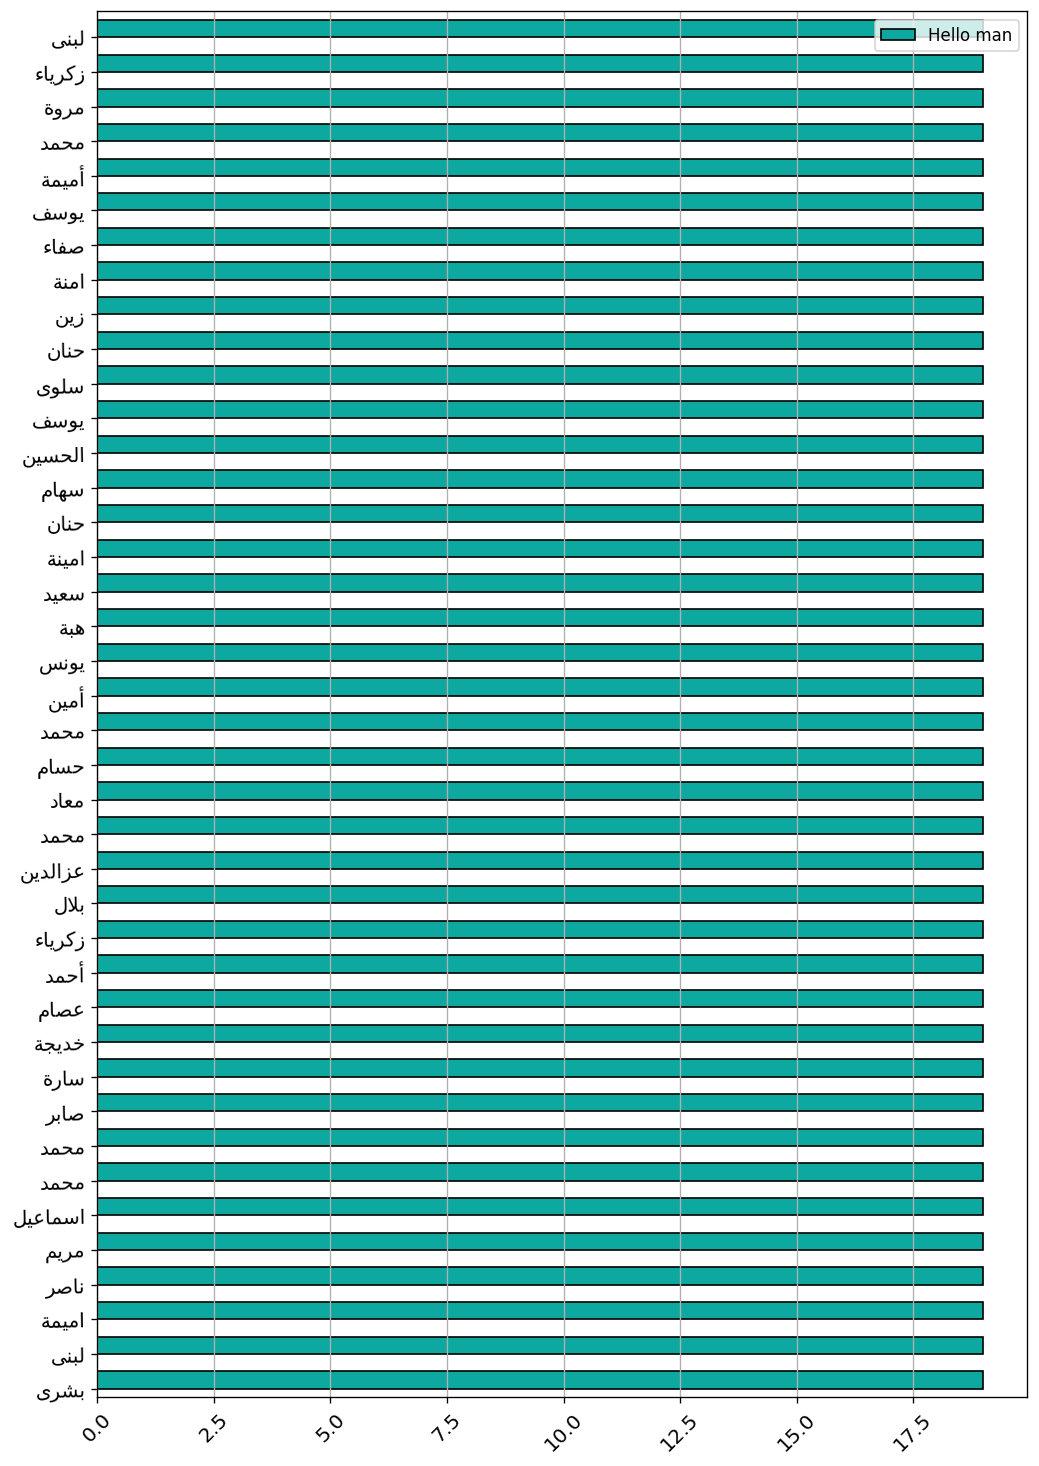 Hello man
لبنى
زكرياء
مروة
محمد
أميمة
يوسف
صفاء
امنة
زين
حنان
سلوى
يوسف
الحسين
سهام
حنان
امينة
سعيد
هبة
يونس
أمين
محمد
حسام
معاد
محمد
عزالدين
بلال
زكرياء
أحمد
عصام
خديجة
سارة
صابر
محمد
محمد
اسماعيل
مريم
ناصر
اميمة
لبنى
بشرى
0.0 2.5 5.0 7.5 10.0 12.5 15.0 17.5